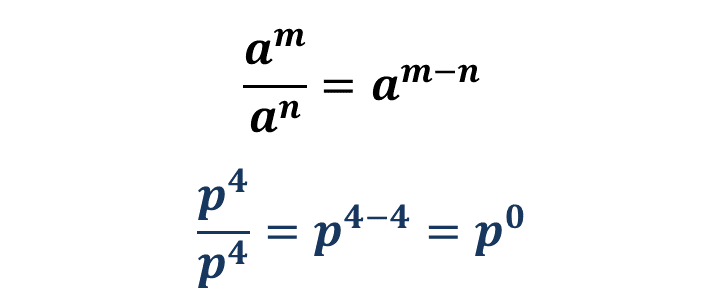 a^m / a^n = a^{m−n}
p^4 / p^4 = p^{4−4} = p^0